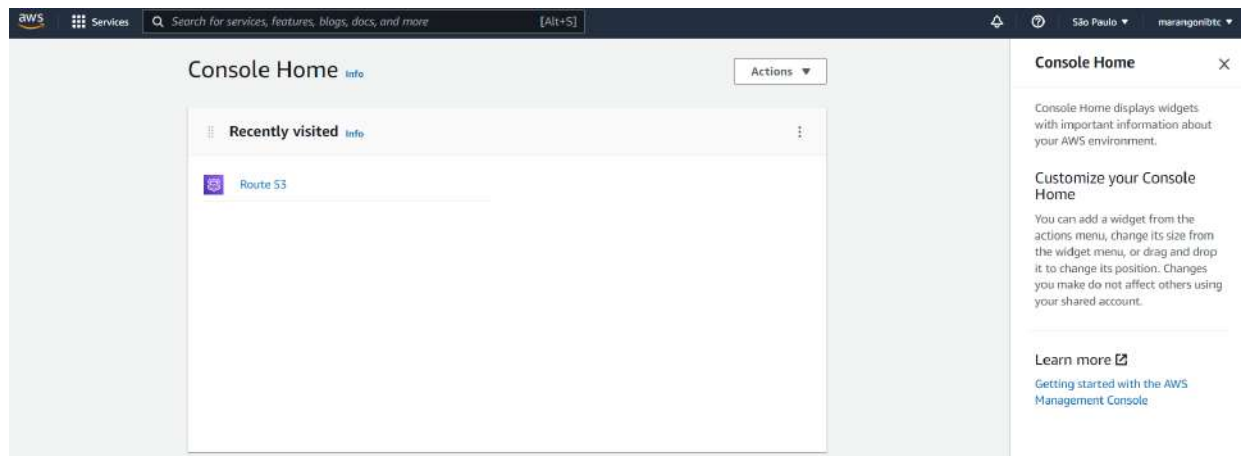 aws
Services
Search for services, features, blogs, docs, and more
[Alt+S]
São Paulo ▼
marangonibtc ▼
Console Home Info
Actions ▼
Recently visited Info
Route 53
Console Home
Console Home displays widgets
with important information about
your AWS environment.
Customize your Console
Home
You can add a widget from the
actions menu, change its size from
the widget menu, or drag and drop
it to change its position. Changes
you make do not affect others using
your shared account.
Learn more
Getting started with the AWS
Management Console